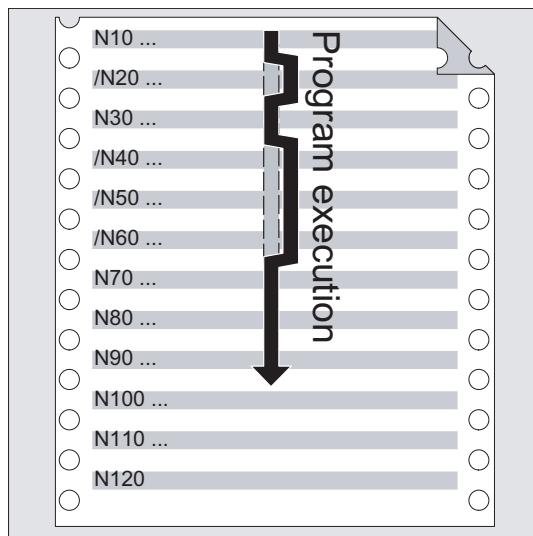 N10 ...
/N20 ...
N30 ...
/N40 ...
/N50 ...
/N60 ...
N70 ...
N80 ...
N90 ...
N100 ...
N110 ...
N120
Program execution